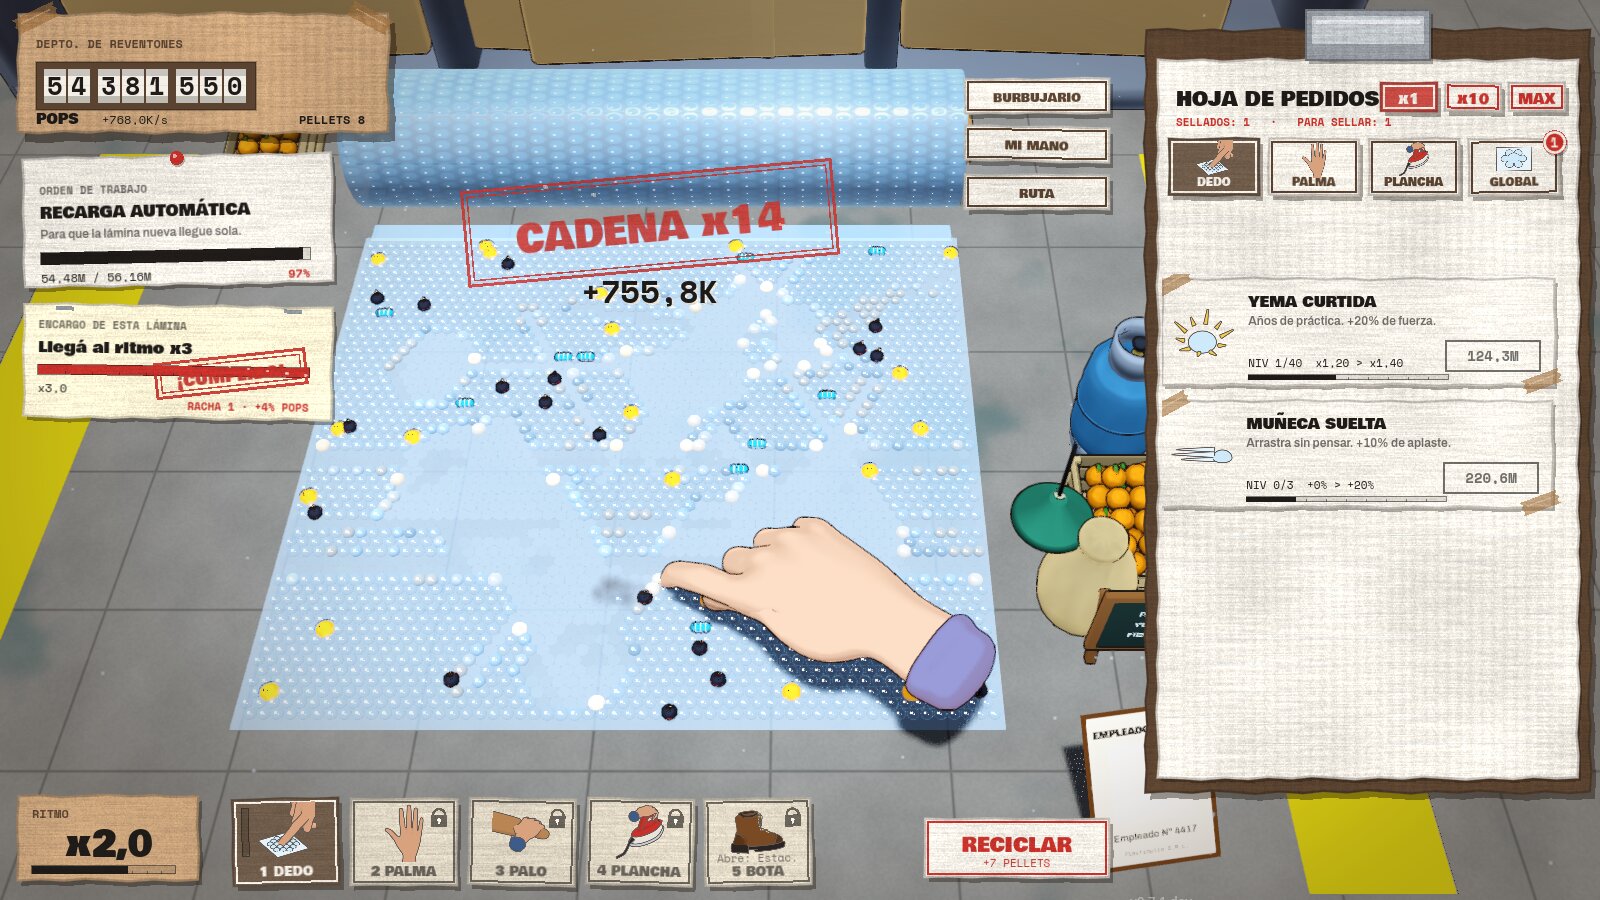 DEPTO. DE REVENTONES
54 381 550
POPS +768.0K/s PELLETS 8
ORDEN DE TRABAJO
RECARGA AUTOMÁTICA
Para que la lámina nueva llegue sola.
54.48M / 56.16M 97%
ENCARGO DE ESTA LÁMINA
Llegá al ritmo x3
x3.0
RACHA 1 · +4% POPS
CADENA x14
+755,8K
BURBUJARIO
MI MANO
RUTA
HOJA DE PEDIDOS x1 x10 MAX
SELLADOS: 1 · PARA SELLAR: 1
DEDO PALMA PLANCHA GLOBAL 1
YEMA CURTIDA
Años de práctica. +20% de fuerza.
NIV 1/40 x1,20 > x1,40 124,3M
MUÑECA SUELTA
Arrastra sin pensar. +10% de aplaste.
NIV 0/3 +0% > +20% 220,6M
EMPLEADO
Empleado N° 4417
RITMO
x2,0
1 DEDO
2 PALMA
3 PALO
4 PLANCHA
Abre: Estac.
5 BOTA
RECICLAR
+7 PELLETS